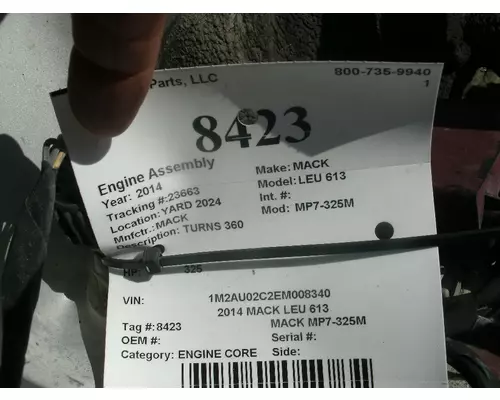 Parts, LLC 800-735-9940
1
8423
Engine Assembly
Year: 2014 Make: MACK
Tracking #:23663 Model: LEU 613
Location: YARD 2024 Int. #:
Mnfctr.: MACK Mod: MP7-325M
Description: TURNS 360
HP: 325
VIN: 1M2AU02C2EM008340
2014 MACK LEU 613
Tag #: 8423 MACK MP7-325M
OEM #: Serial #:
Category: ENGINE CORE Side: